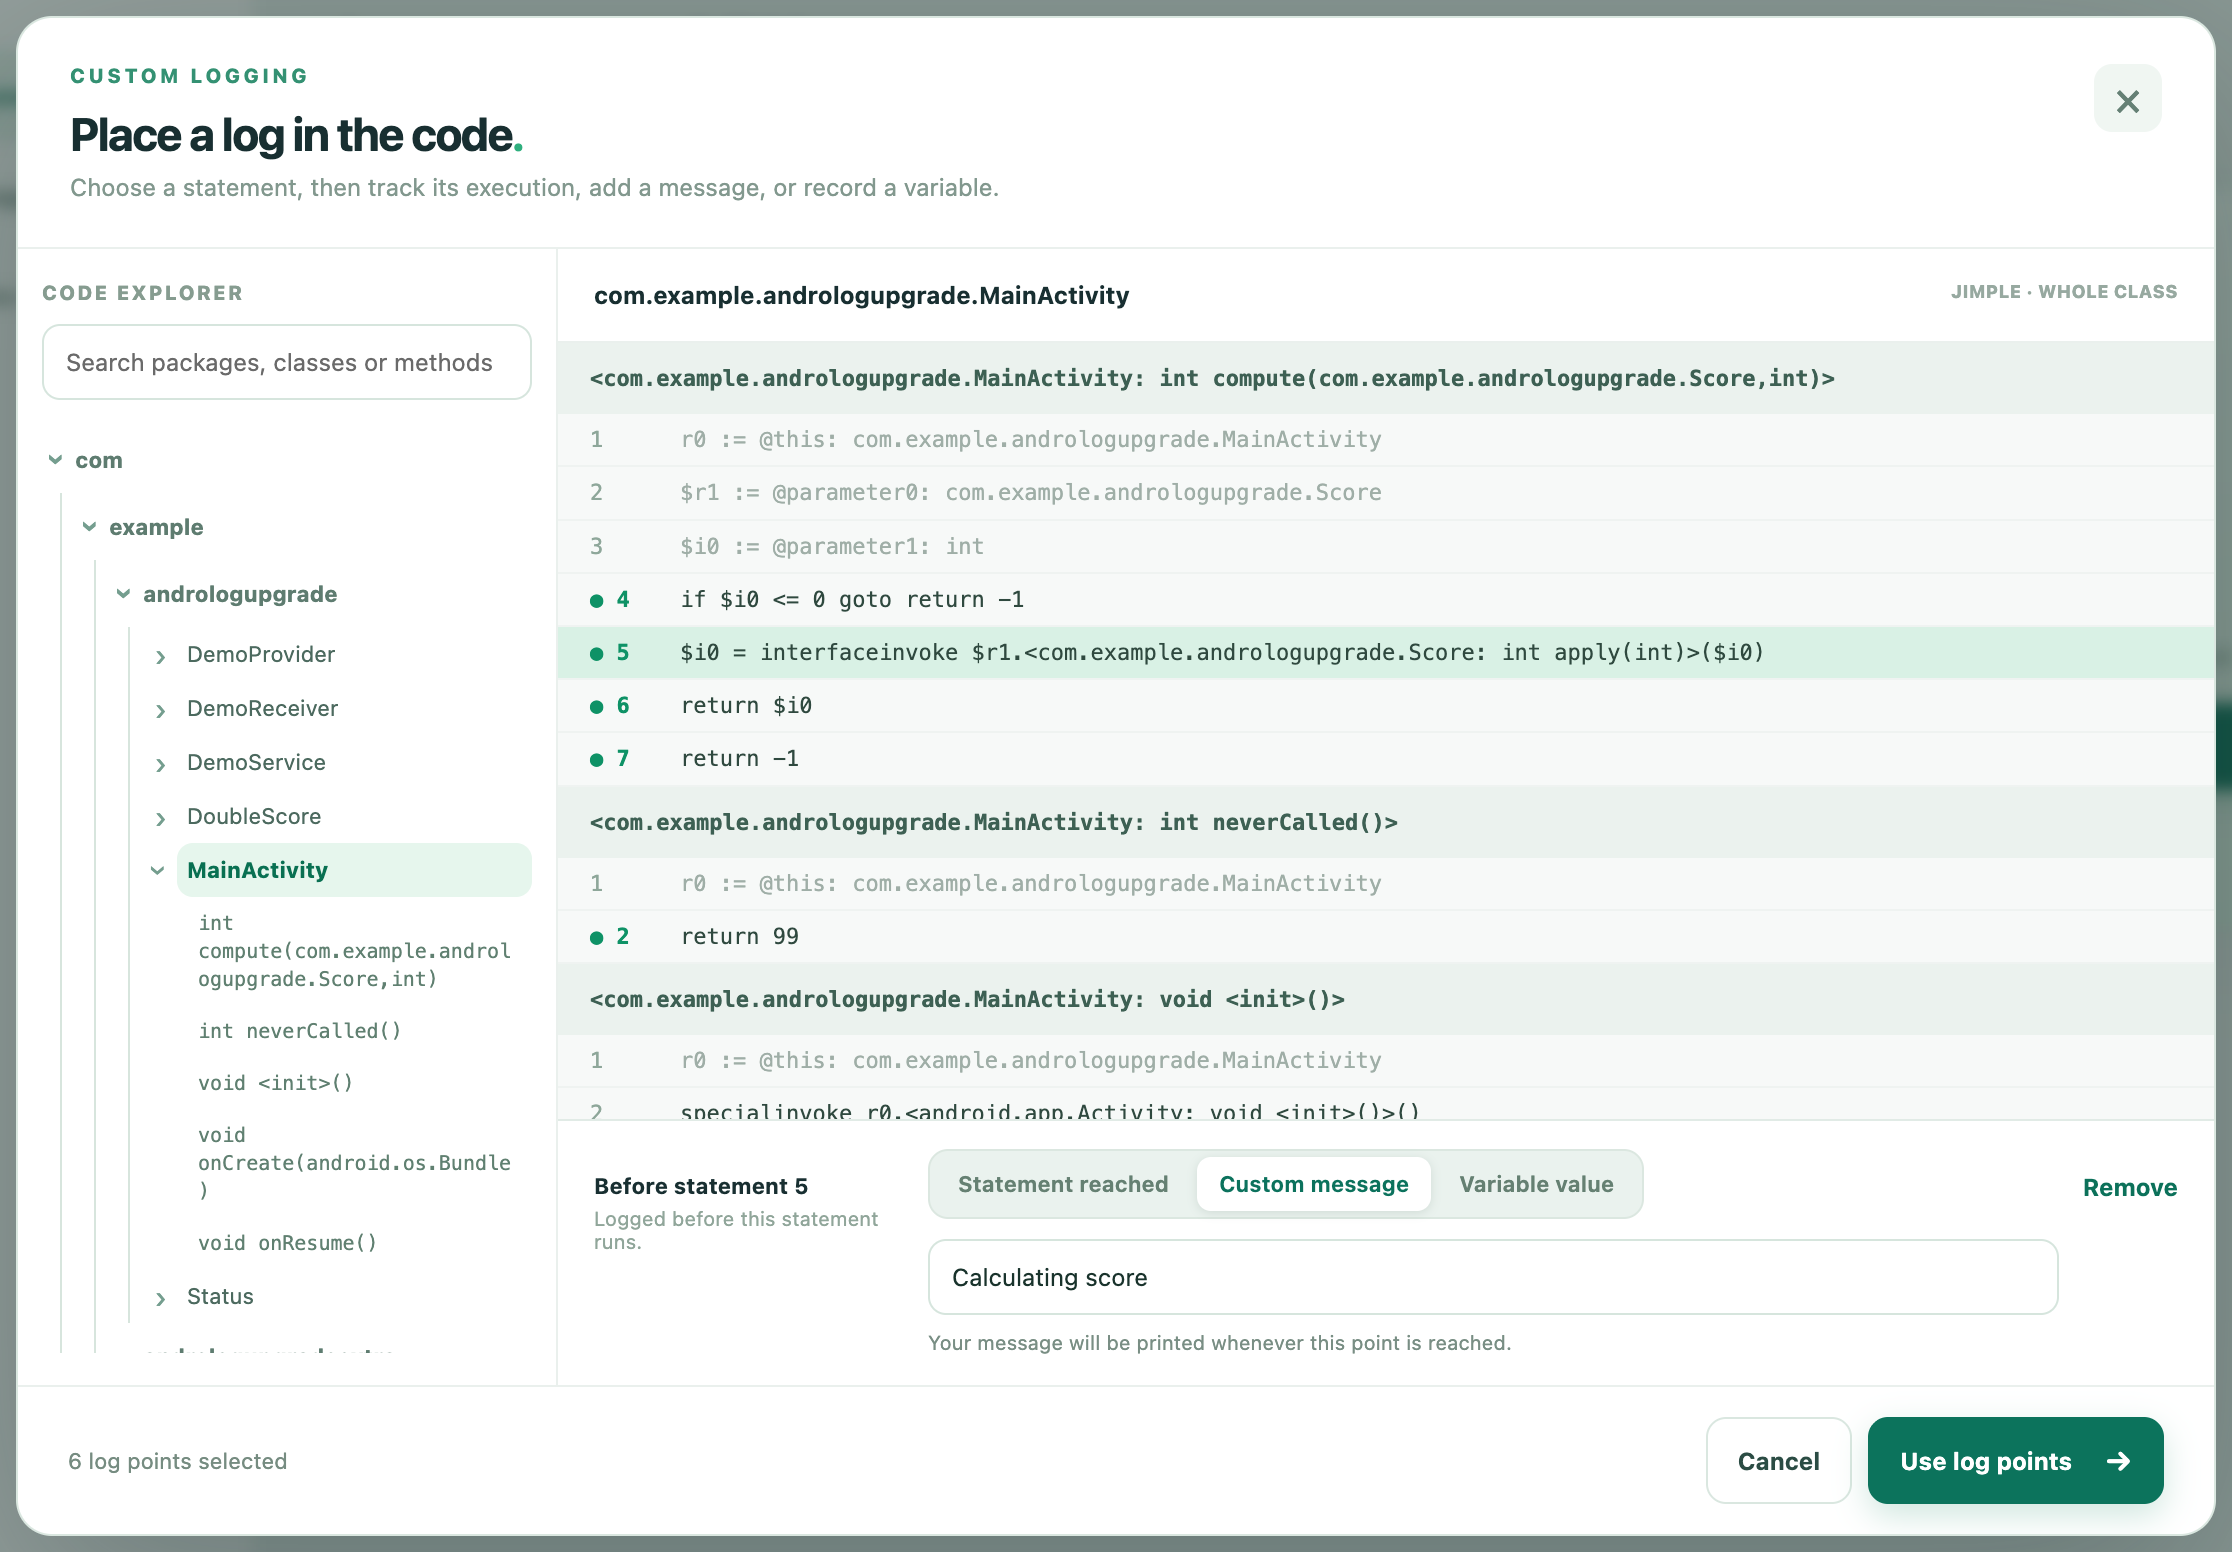 CUSTOM LOGGING
Place a log in the code.
Choose a statement, then track its execution, add a message, or record a variable.
CODE EXPLORER
Search packages, classes or methods
com
example
andrologupgrade
DemoProvider
DemoReceiver
DemoService
DoubleScore
MainActivity
int
compute(com.example.androl
ogupgrade.Score,int)
int neverCalled()
void <init>()
void
onCreate(android.os.Bundle
)
void onResume()
Status
com.example.andrologupgrade.MainActivity
JIMPLE · WHOLE CLASS
<com.example.andrologupgrade.MainActivity: int compute(com.example.andrologupgrade.Score,int)>
1 r0 := @this: com.example.andrologupgrade.MainActivity
2 $r1 := @parameter0: com.example.andrologupgrade.Score
3 $i0 := @parameter1: int
4 if $i0 <= 0 goto return -1
5 $i0 = interfaceinvoke $r1.<com.example.andrologupgrade.Score: int apply(int)>($i0)
6 return $i0
7 return -1
<com.example.andrologupgrade.MainActivity: int neverCalled()>
1 r0 := @this: com.example.andrologupgrade.MainActivity
2 return 99
<com.example.andrologupgrade.MainActivity: void <init>()>
1 r0 := @this: com.example.andrologupgrade.MainActivity
2 specialinvoke r0.<android.app.Activity: void <init>()>()
Before statement 5
Logged before this statement
runs.
Statement reached
Custom message
Variable value
Remove
Calculating score
Your message will be printed whenever this point is reached.
6 log points selected
Cancel
Use log points →